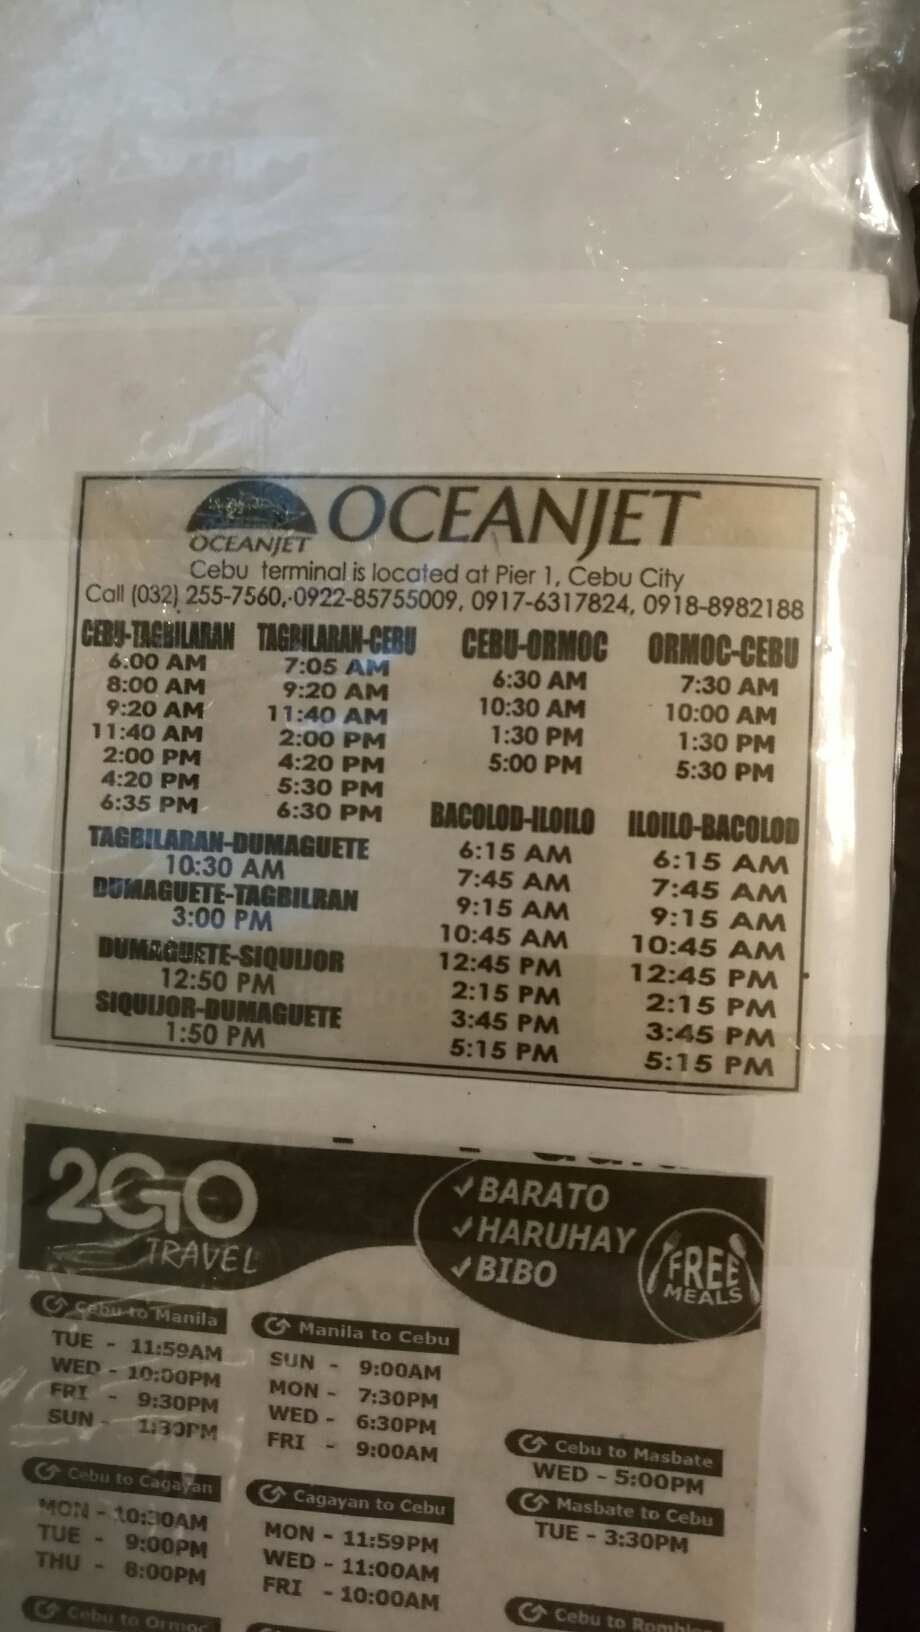 OCEANJET
OCEANJET
Cebu terminal is located at Pier 1, Cebu City
Call (032) 255-7560, 0922-85755009, 0917-6317824, 0918-8982188
CEBU-TAGBILARAN
6:00 AM
8:00 AM
9:20 AM
11:40 AM
2:00 PM
4:20 PM
6:35 PM
TAGBILARAN-CEBU
7:05 AM
9:20 AM
11:40 AM
2:00 PM
4:20 PM
5:30 PM
6:30 PM
TAGBILARAN-DUMAGUETE
10:30 AM
DUMAGUETE-TAGBILRAN
3:00 PM
DUMAGUETE-SIQUIJOR
12:50 PM
SIQUIJOR-DUMAGUETE
1:50 PM
CEBU-ORMOC
6:30 AM
10:30 AM
1:30 PM
5:00 PM
ORMOC-CEBU
7:30 AM
10:00 AM
1:30 PM
5:30 PM
BACOLOD-ILOILO
6:15 AM
7:45 AM
9:15 AM
10:45 AM
12:45 PM
2:15 PM
3:45 PM
5:15 PM
ILOILO-BACOLOD
6:15 AM
7:45 AM
9:15 AM
10:45 AM
12:45 PM
2:15 PM
3:45 PM
5:15 PM
2GO
TRAVEL
BARATO
HARUHAY
BIBO
FREE
MEALS
Cebu to Manila
TUE - 11:59AM
WED - 10:00PM
FRI - 9:30PM
SUN - 1:30PM
Manila to Cebu
SUN - 9:00AM
MON - 7:30PM
WED - 6:30PM
FRI - 9:00AM
Cebu to Cagayan
MON - 10:30AM
TUE - 9:00PM
THU - 8:00PM
Cagayan to Cebu
MON - 11:59PM
WED - 11:00AM
FRI - 10:00AM
Cebu to Masbate
WED - 5:00PM
Masbate to Cebu
TUE - 3:30PM
Cebu to Ormoc
Cebu to Romblon